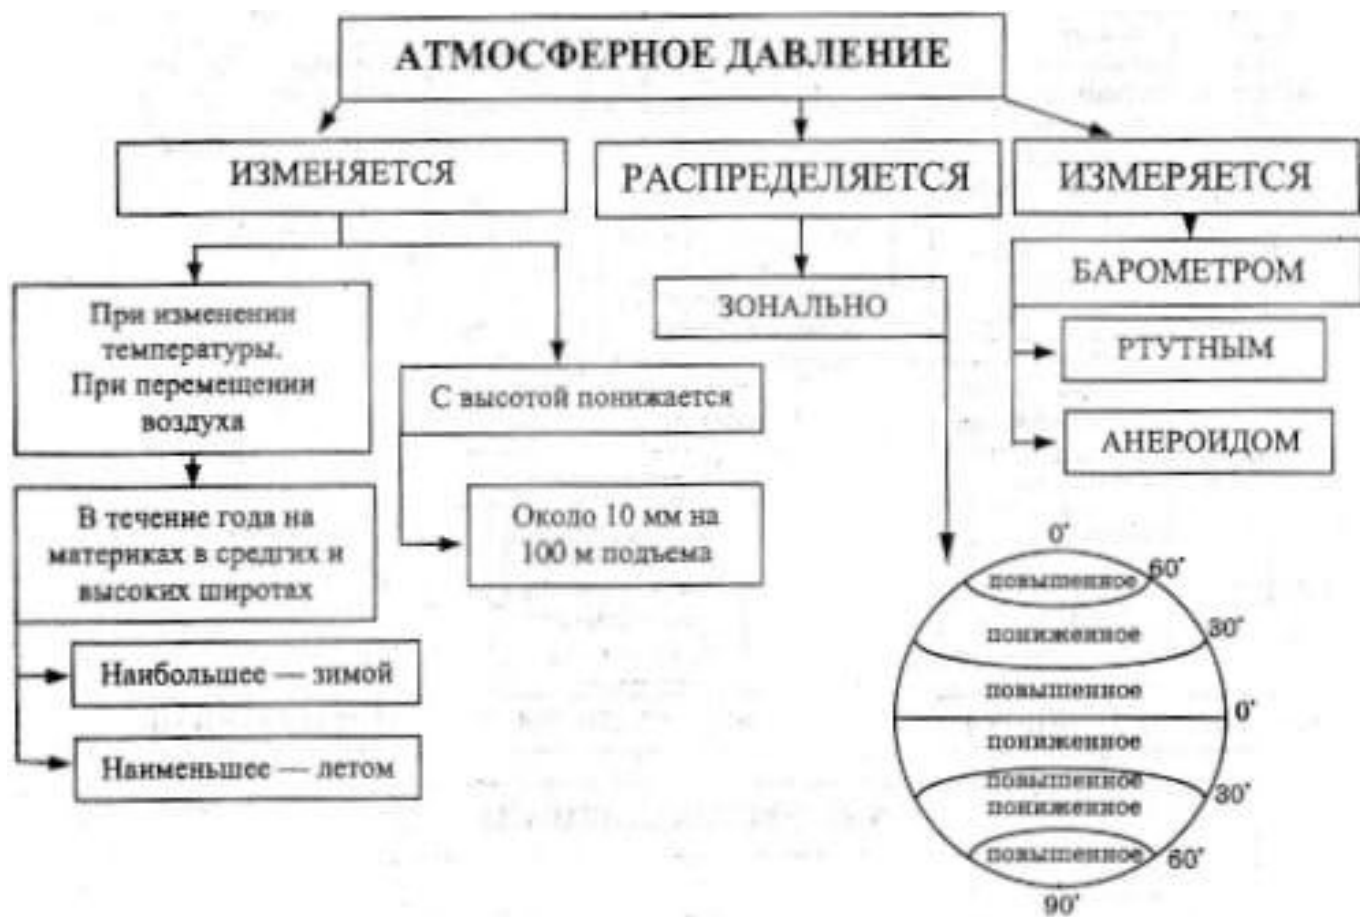 АТМОСФЕРНОЕ ДАВЛЕНИЕ
ИЗМЕНЯЕТСЯ
РАСПРЕДЕЛЯЕТСЯ
ИЗМЕРЯЕТСЯ
При изменении
температуры.
При перемещении
воздуха
В течение года на
материках в средгих и
высоких широтах
Наибольшее — зимой
Наименьшее — летом
С высотой понижается
Около 10 мм на
100 м подъема
ЗОНАЛЬНО
БАРОМЕТРОМ
РТУТНЫМ
АНЕРОИДОМ
0°
повышенное 60°
пониженное 30°
повышенное
0°
пониженное
повышенное
30°
пониженное
повышенное 60°
90°